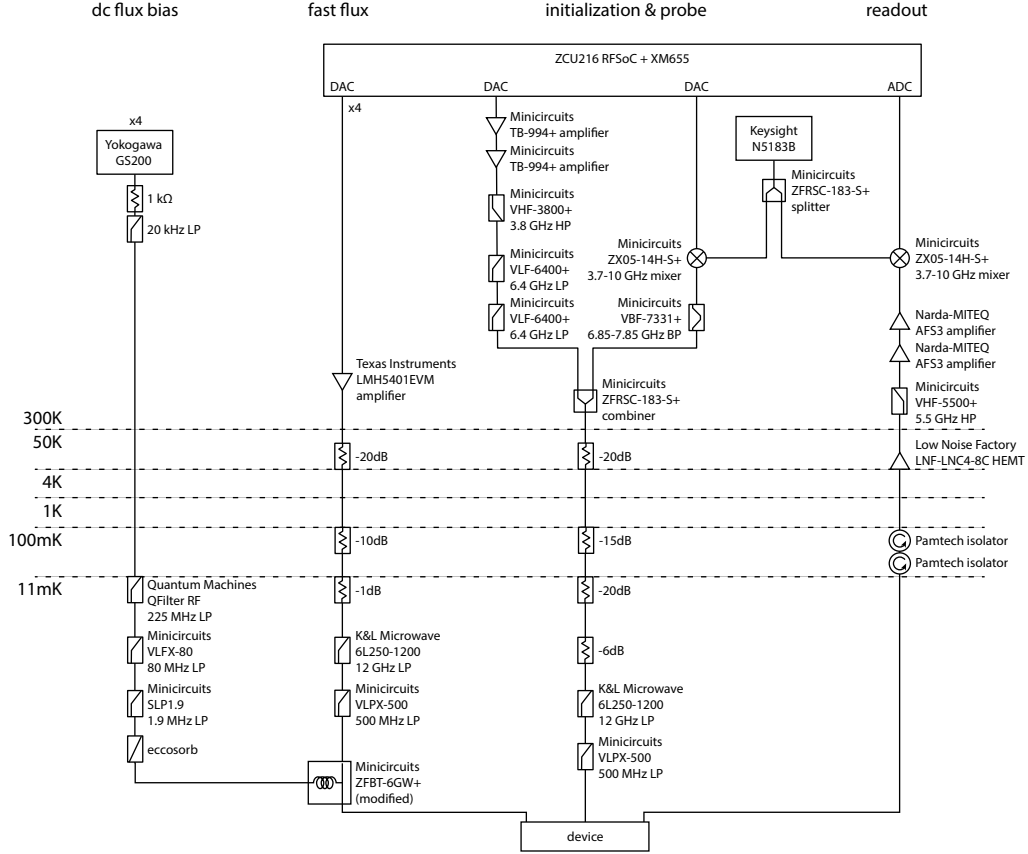 dc flux bias
fast flux
initialization & probe
readout
ZCU216 RFSoC + XM655
DAC
DAC
DAC
ADC
x4
x4
Yokogawa
GS200
1 kΩ
20 kHz LP
Minicircuits
TB-994+ amplifier
Minicircuits
TB-994+ amplifier
Minicircuits
VHF-3800+
3.8 GHz HP
Minicircuits
VLF-6400+
6.4 GHz LP
Minicircuits
VLF-6400+
6.4 GHz LP
Keysight
N5183B
Minicircuits
ZFRSC-183-S+
splitter
Minicircuits
ZX05-14H-S+
3.7-10 GHz mixer
Minicircuits
VBF-7331+
6.85-7.85 GHz BP
Minicircuits
ZX05-14H-S+
3.7-10 GHz mixer
Narda-MITEQ
AFS3 amplifier
Narda-MITEQ
AFS3 amplifier
Minicircuits
VHF-5500+
5.5 GHz HP
Texas Instruments
LMH5401EVM
amplifier
Minicircuits
ZFRSC-183-S+
combiner
300K
50K
-20dB
-20dB
Low Noise Factory
LNF-LNC4-8C HEMT
4K
1K
100mK
-10dB
-15dB
Pamtech isolator
Pamtech isolator
11mK
Quantum Machines
QFilter RF
225 MHz LP
-1dB
-20dB
Minicircuits
VLFX-80
80 MHz LP
K&L Microwave
6L250-1200
12 GHz LP
-6dB
Minicircuits
SLP1.9
1.9 MHz LP
Minicircuits
VLPX-500
500 MHz LP
K&L Microwave
6L250-1200
12 GHz LP
eccosorb
Minicircuits
VLPX-500
500 MHz LP
Minicircuits
ZFBT-6GW+
(modified)
device